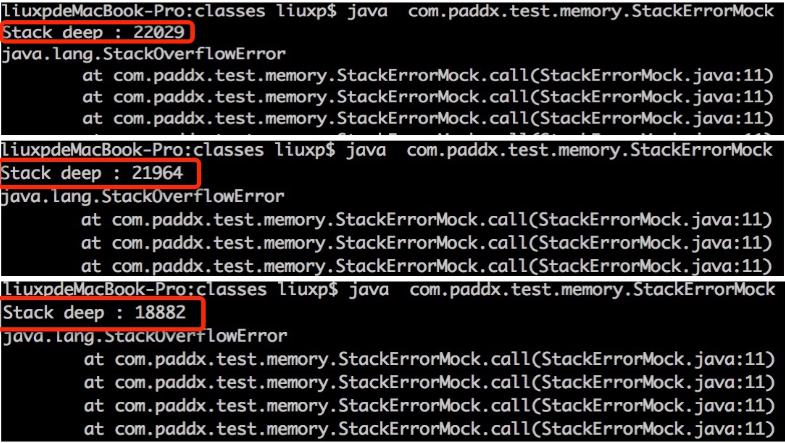 liuxpdeMacBook-Pro:classes liuxp$ java  com.paddx.test.memory.StackErrorMock
Stack deep : 22029
java.lang.StackOverflowError
        at com.paddx.test.memory.StackErrorMock.call(StackErrorMock.java:11)
        at com.paddx.test.memory.StackErrorMock.call(StackErrorMock.java:11)
        at com.paddx.test.memory.StackErrorMock.call(StackErrorMock.java:11)
liuxpdeMacBook-Pro:classes liuxp$ java  com.paddx.test.memory.StackErrorMock
Stack deep : 21964
java.lang.StackOverflowError
        at com.paddx.test.memory.StackErrorMock.call(StackErrorMock.java:11)
        at com.paddx.test.memory.StackErrorMock.call(StackErrorMock.java:11)
        at com.paddx.test.memory.StackErrorMock.call(StackErrorMock.java:11)
liuxpdeMacBook-Pro:classes liuxp$ java  com.paddx.test.memory.StackErrorMock
Stack deep : 18882
java.lang.StackOverflowError
        at com.paddx.test.memory.StackErrorMock.call(StackErrorMock.java:11)
        at com.paddx.test.memory.StackErrorMock.call(StackErrorMock.java:11)
        at com.paddx.test.memory.StackErrorMock.call(StackErrorMock.java:11)
        at com.paddx.test.memory.StackErrorMock.call(StackErrorMock.java:11)